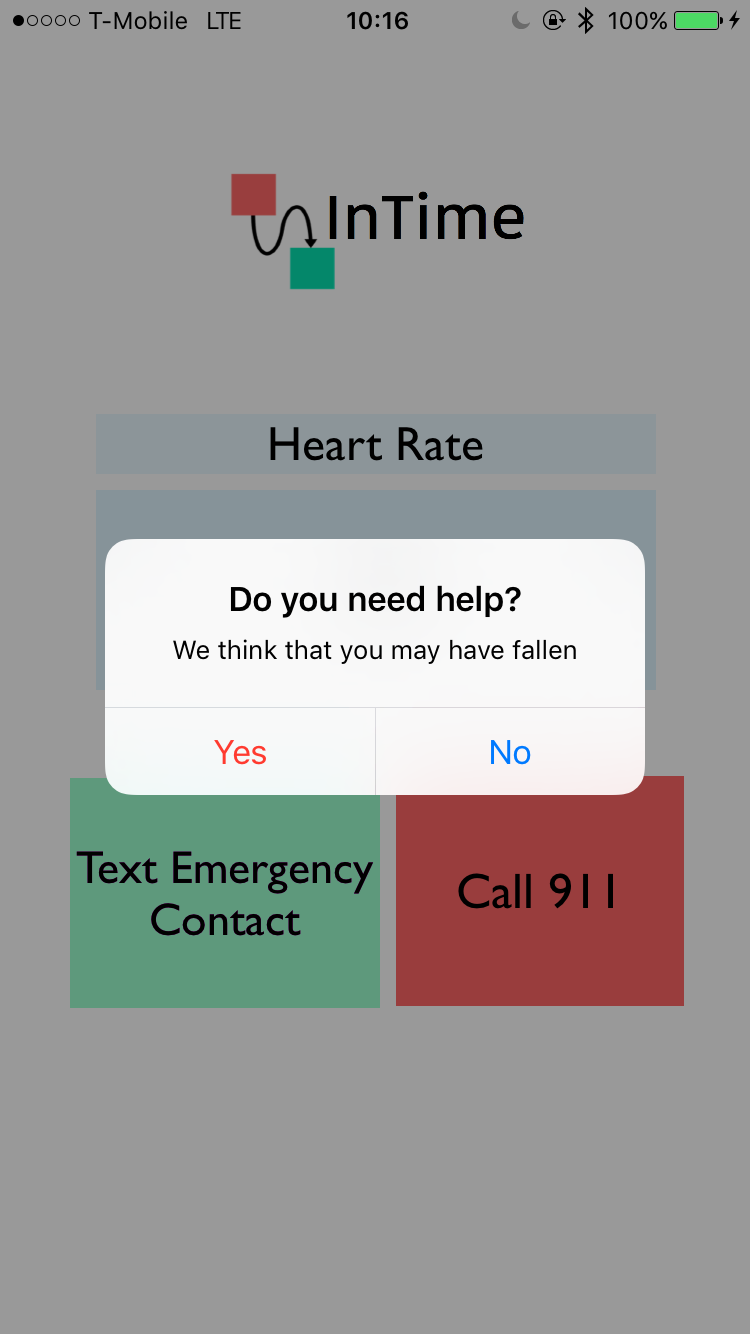 T-Mobile LTE 10:16 100%
InTime
Heart Rate
Do you need help?
We think that you may have fallen
Yes No
Text Emergency
Contact
Call 911